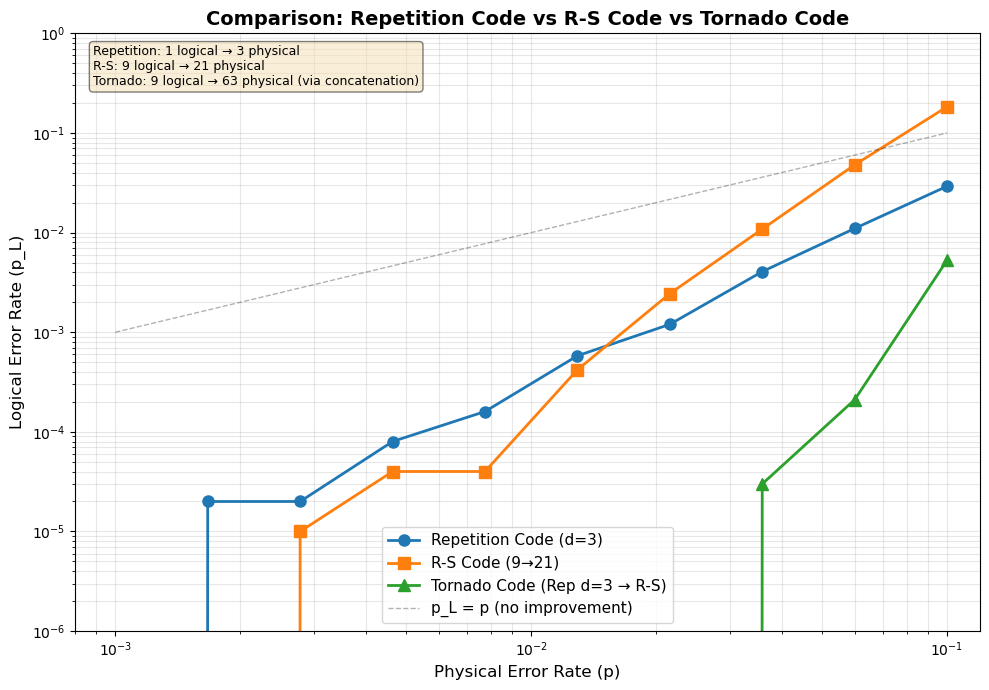 Comparison: Repetition Code vs R-S Code vs Tornado Code
Repetition: 1 logical → 3 physical
R-S: 9 logical → 21 physical
Tornado: 9 logical → 63 physical (via concatenation)
10⁰
10⁻¹
10⁻²
10⁻³
10⁻⁴
10⁻⁵
10⁻⁶
Logical Error Rate (p_L)
Repetition Code (d=3)
R-S Code (9→21)
Tornado Code (Rep d=3 → R-S)
p_L = p (no improvement)
10⁻³
10⁻²
10⁻¹
Physical Error Rate (p)